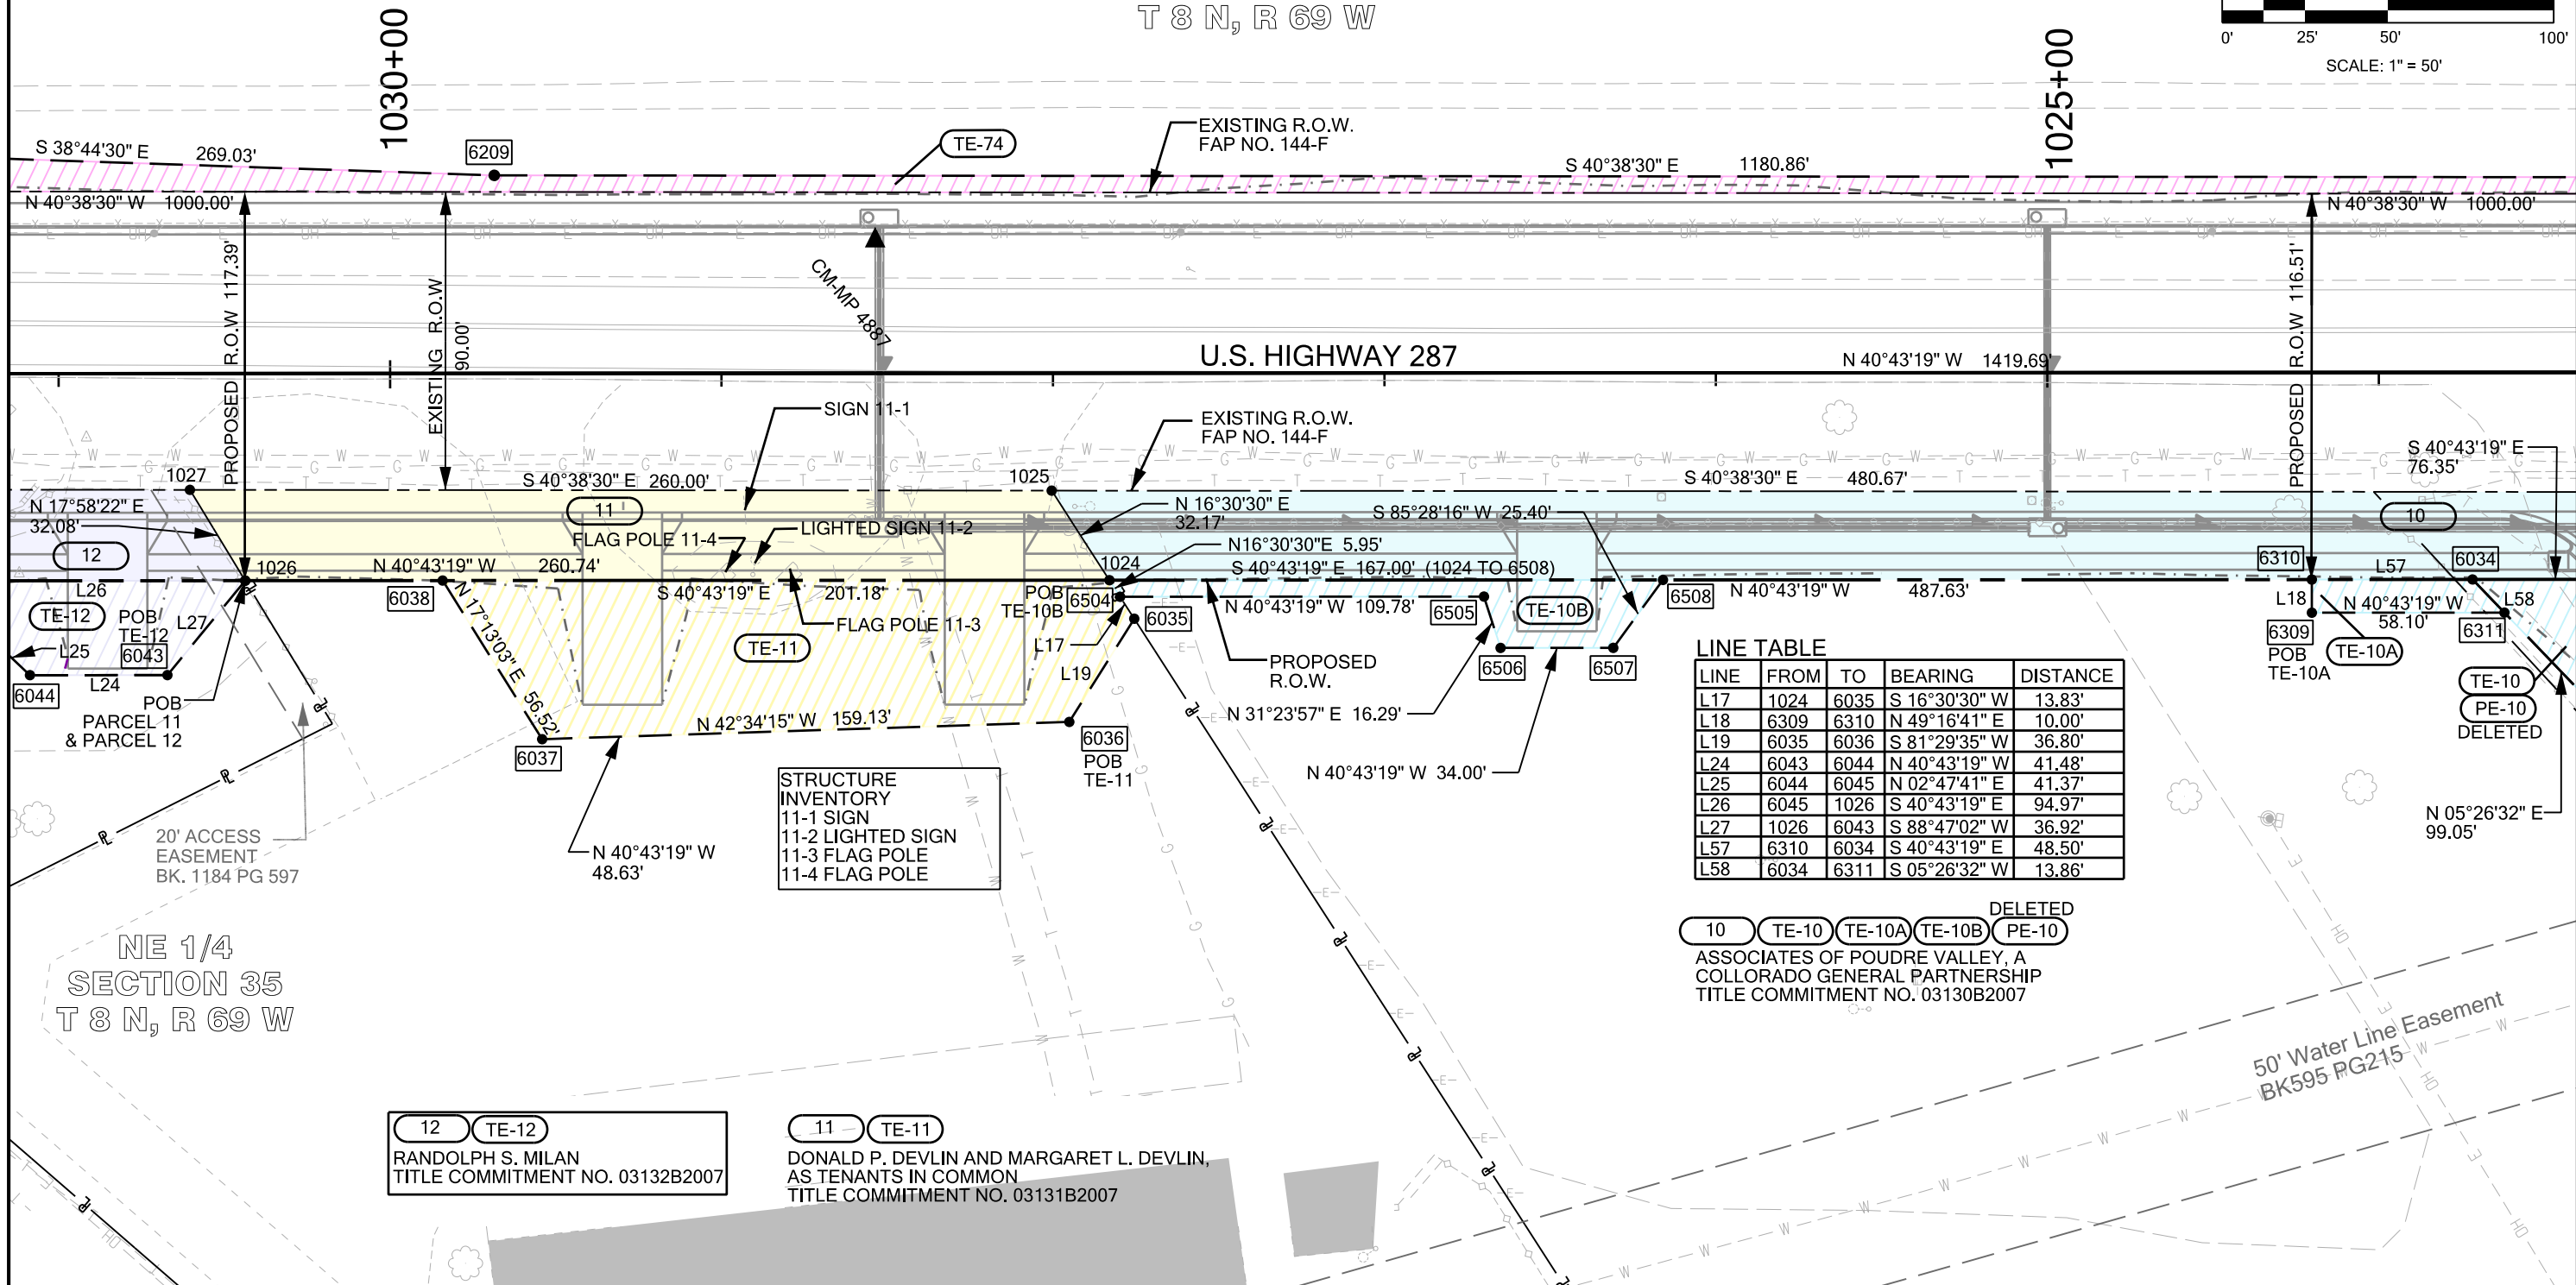 T 8 N, R 69 W
0' 25' 50' 100'
SCALE: 1" = 50'
1030+00
1025+00
S 38°44'30" E 269.03'
6209
TE-74
EXISTING R.O.W.
FAP NO. 144-F
S 40°38'30" E 1180.86'
N 40°38'30" W 1000.00'
N 40°38'30" W 1000.00'
PROPOSED R.O.W 117.39'
EXISTING R.O.W
90.00'
CM-MP 4887
PROPOSED R.O.W 116.51'
U.S. HIGHWAY 287
N 40°43'19" W 1419.69'
SIGN 11-1
EXISTING R.O.W.
FAP NO. 144-F
S 40°43'19" E
76.35'
1027
S 40°38'30" E 260.00'
1025
S 40°38'30" E 480.67'
N 17°58'22" E
32.08'
11
N 16°30'30" E
32.17'
S 85°28'16" W 25.40'
10
12
FLAG POLE 11-4
LIGHTED SIGN 11-2
N16°30'30"E 5.95'
1026
N 40°43'19" W 260.74'
1024
S 40°43'19" E 167.00' (1024 TO 6508)
6310
L57
6034
L26
6038
S 40°43'19" E 201.18'
POB
TE-10B
6504
N 40°43'19" W 109.78'
6505
TE-10B
6508
N 40°43'19" W 487.63'
L18
N 40°43'19" W
58.10'
L58
TE-12
POB
TE-12
6043
L27
L25
6044
L24
N 17°13'03" E 56.52'
TE-11
FLAG POLE 11-3
6035
L17
L19
6309
POB
TE-10A
TE-10A
6311
POB
PARCEL 11
& PARCEL 12
N 42°34'15" W 159.13'
6037
6036
POB
TE-11
PROPOSED
R.O.W.
6506
6507
N 31°23'57" E 16.29'
N 40°43'19" W 34.00'
TE-10
PE-10
DELETED
N 05°26'32" E
99.05'
LINE TABLE
LINE FROM TO BEARING DISTANCE
L17 1024 6035 S 16°30'30" W 13.83'
L18 6309 6310 N 49°16'41" E 10.00'
L19 6035 6036 S 81°29'35" W 36.80'
L24 6043 6044 N 40°43'19" W 41.48'
L25 6044 6045 N 02°47'41" E 41.37'
L26 6045 1026 S 40°43'19" E 94.97'
L27 1026 6043 S 88°47'02" W 36.92'
L57 6310 6034 S 40°43'19" E 48.50'
L58 6034 6311 S 05°26'32" W 13.86'
STRUCTURE
INVENTORY
11-1 SIGN
11-2 LIGHTED SIGN
11-3 FLAG POLE
11-4 FLAG POLE
N 40°43'19" W
48.63'
20' ACCESS
EASEMENT
BK. 1184 PG 597
NE 1/4
SECTION 35
T 8 N, R 69 W
DELETED
10 TE-10 TE-10A TE-10B PE-10
ASSOCIATES OF POUDRE VALLEY, A
COLLORADO GENERAL PARTNERSHIP
TITLE COMMITMENT NO. 03130B2007
50' Water Line Easement
BK595 PG215
12 TE-12
RANDOLPH S. MILAN
TITLE COMMITMENT NO. 03132B2007
11 TE-11
DONALD P. DEVLIN AND MARGARET L. DEVLIN,
AS TENANTS IN COMMON
TITLE COMMITMENT NO. 03131B2007